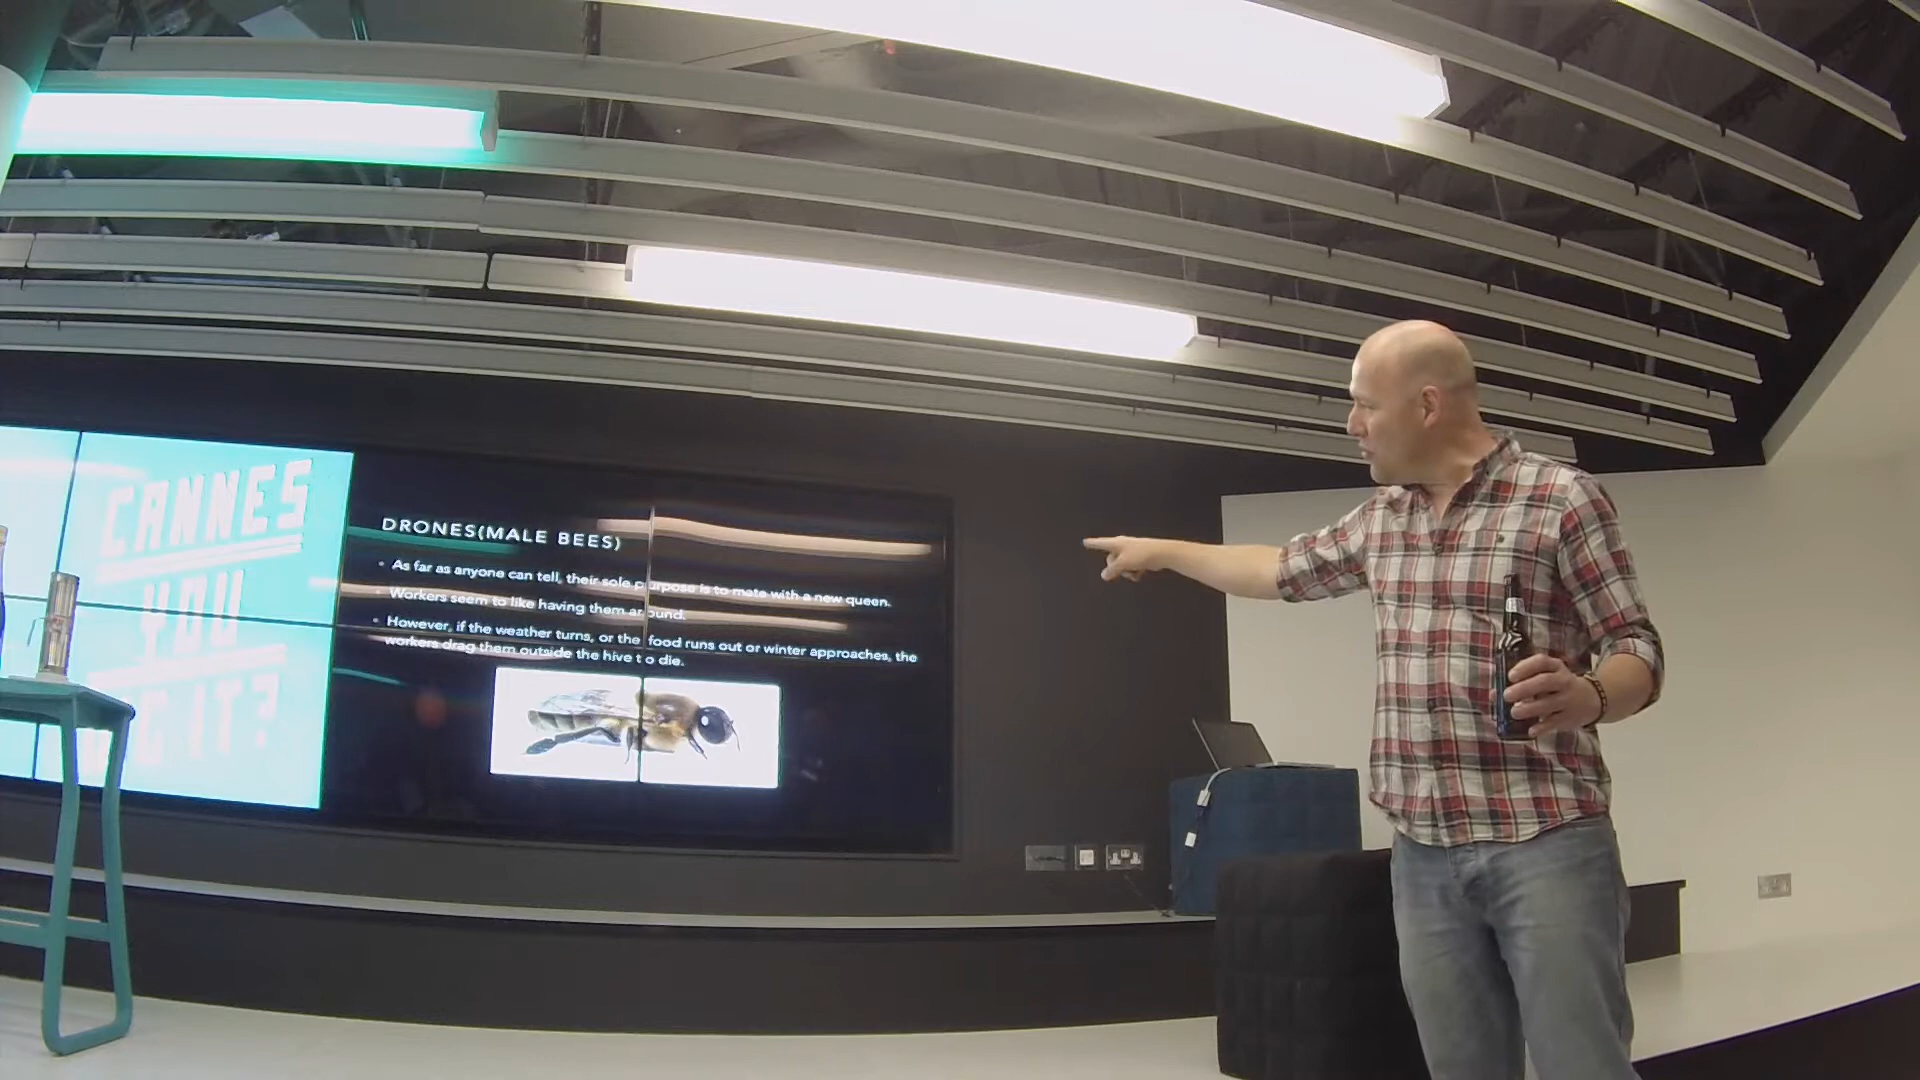 CANNES
YOU
IT?
DRONES(MALE BEES)
• As far as anyone can tell, their sole purpose is to mate with a new queen.
• Workers seem to like having them around.
• However, if the weather turns, or the food runs out or winter approaches, the
workers drag them outside the hive to die.